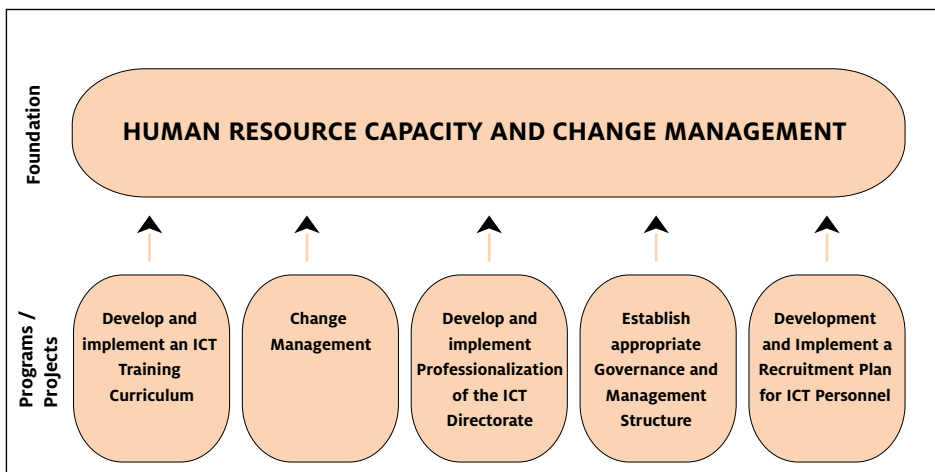 Foundation
HUMAN RESOURCE CAPACITY AND CHANGE MANAGEMENT
Programs /
Projects
Develop and
implement an ICT
Training
Curriculum
Change
Management
Develop and
implement
Professionalization
of the ICT
Directorate
Establish
appropriate
Governance and
Management
Structure
Development
and Implement a
Recruitment Plan
for ICT Personnel